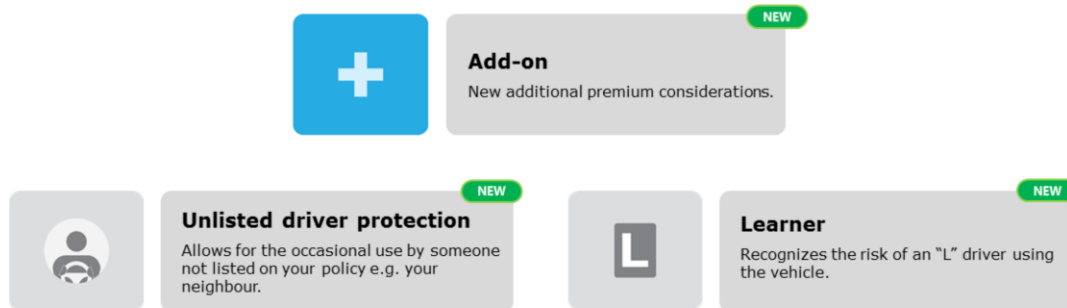 NEW
Add-on
New additional premium considerations.
NEW
Unlisted driver protection
Allows for the occasional use by someone
not listed on your policy e.g. your
neighbour.
L
NEW
Learner
Recognizes the risk of an “L” driver using
the vehicle.